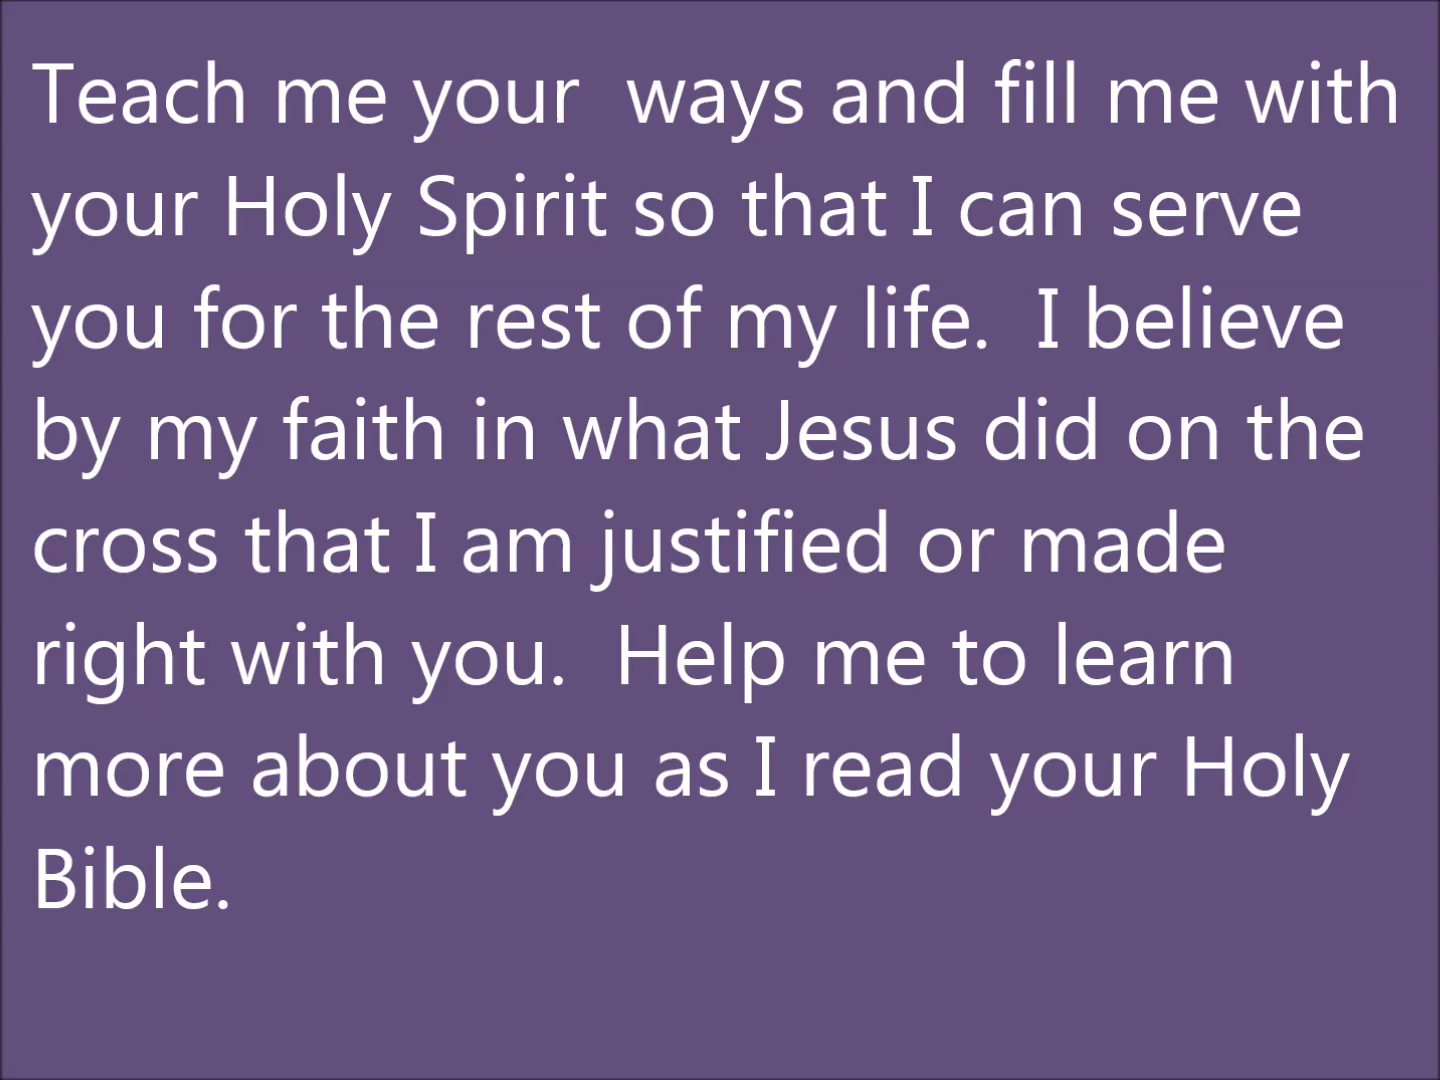 Teach me your  ways and fill me with
your Holy Spirit so that I can serve
you for the rest of my life.  I believe
by my faith in what Jesus did on the
cross that I am justified or made
right with you.  Help me to learn
more about you as I read your Holy
Bible.